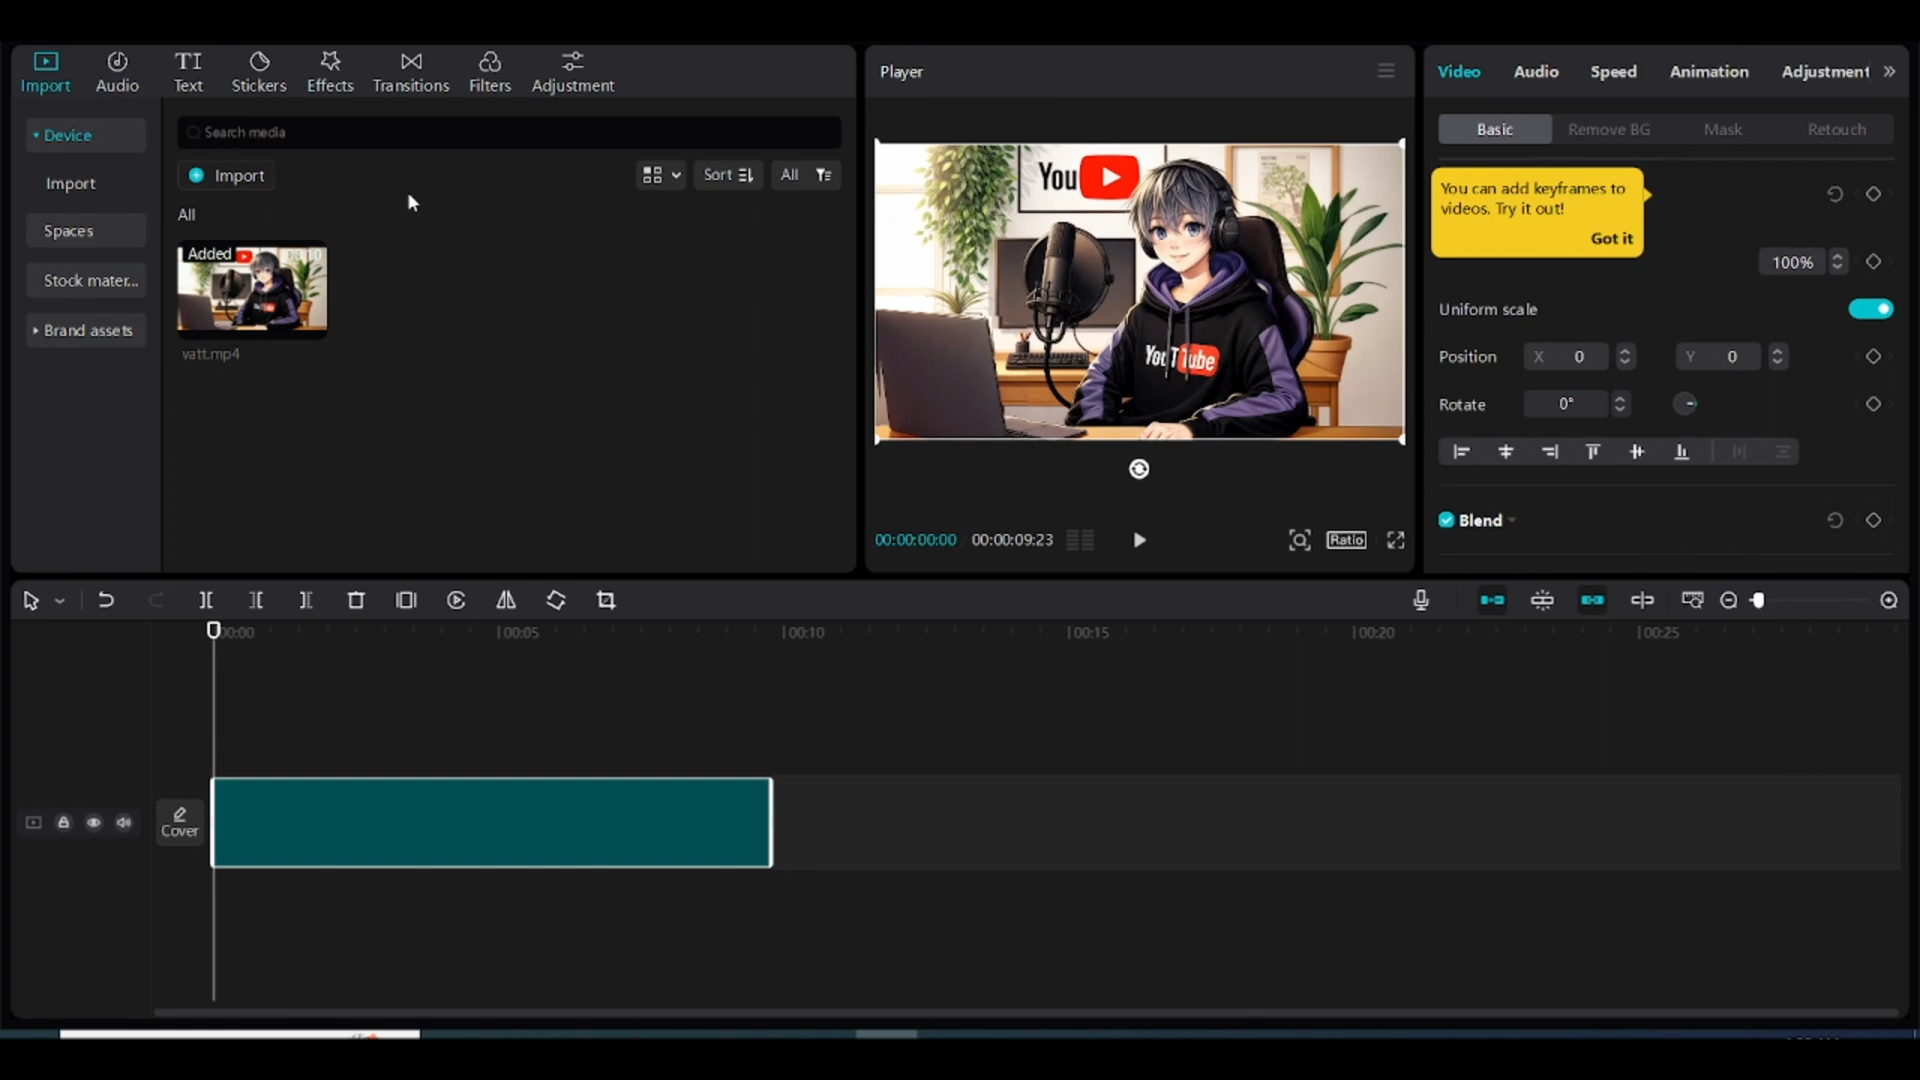 Import
Audio
Text
Stickers
Effects
Transitions
Filters
Adjustment
Device
Import
Spaces
Stock mater...
Brand assets
Search media
Import
Sort
All
All
Added
vatt.mp4
Player
You
YouTube
00:00:00:00
00:00:09:23
Ratio
Video
Audio
Speed
Animation
Adjustment
Basic
Remove BG
Mask
Retouch
You can add keyframes to
videos. Try it out!
Got it
100%
Uniform scale
Position X 0 Y 0
Rotate 0°
Blend
00:00
00:05
00:10
00:15
00:20
00:25
Cover